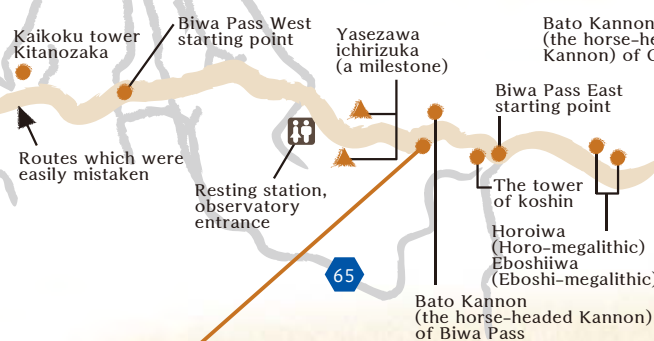 Kaikoku tower
Kitanozaka
Biwa Pass West
starting point
Yasezawa
ichirizuka
(a milestone)
Bato Kannon
(the horse-he
Kannon) of
Biwa Pass East
starting point
Routes which were
easily mistaken
Resting station,
observatory
entrance
The tower
of koshin
Horoiwa
(Horo-megalithic)
Eboshiiwa
(Eboshi-megalithic)
65
Bato Kannon
(the horse-headed Kannon)
of Biwa Pass